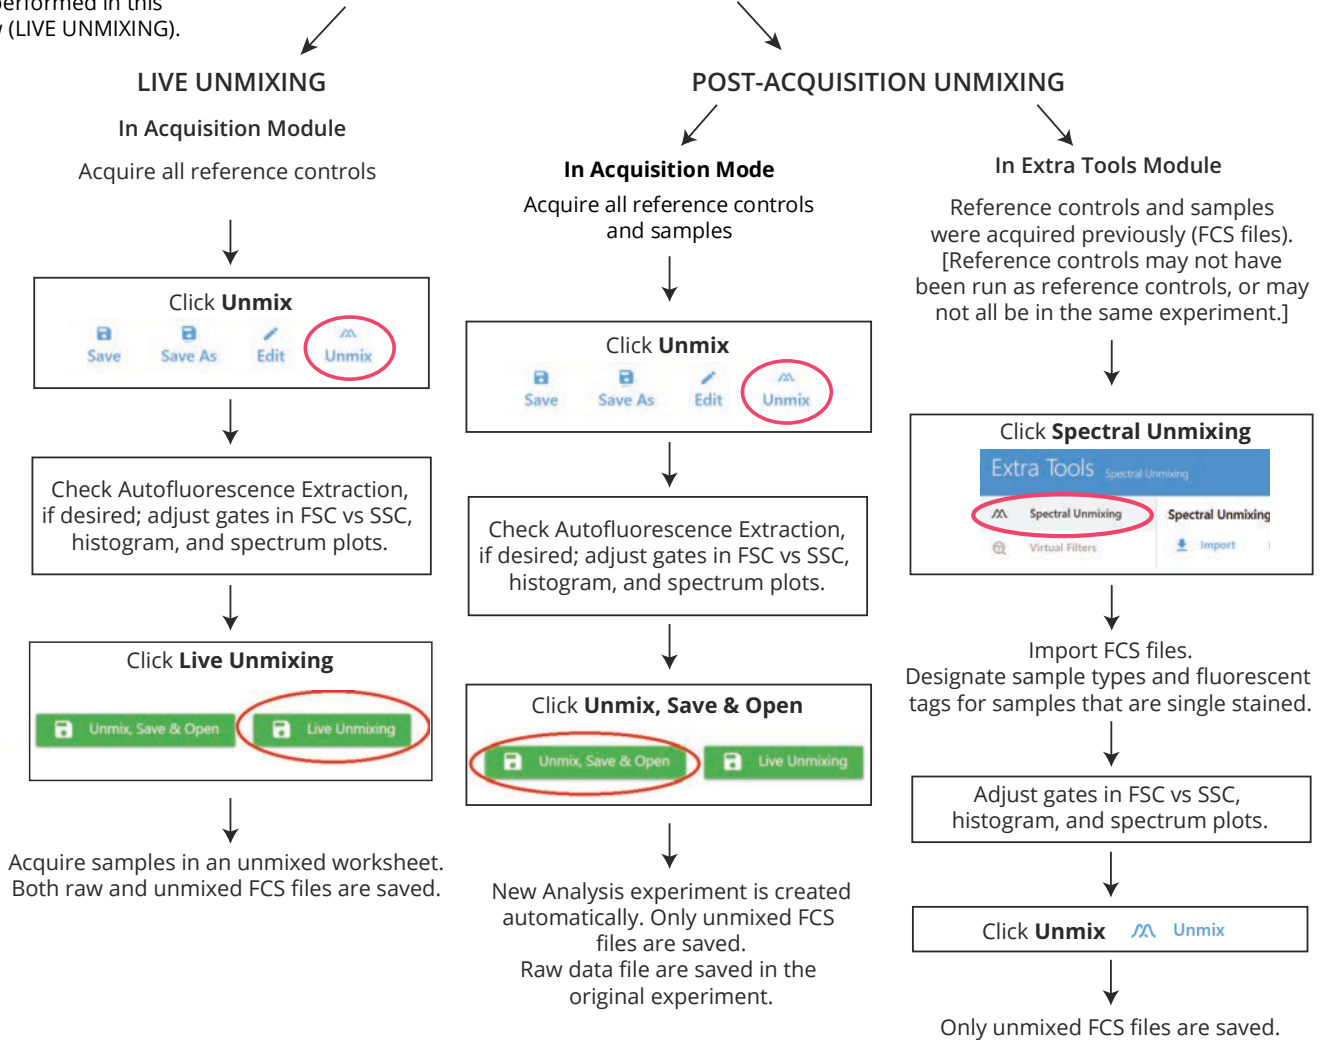 performed in this
(LIVE UNMIXING).
LIVE UNMIXING
In Acquisition Module
Acquire all reference controls
Click Unmix
Save Save As Edit Unmix
Check Autofluorescence Extraction,
if desired; adjust gates in FSC vs SSC,
histogram, and spectrum plots.
Click Live Unmixing
Unmix, Save & Open Live Unmixing
Acquire samples in an unmixed worksheet.
Both raw and unmixed FCS files are saved.
POST-ACQUISITION UNMIXING
In Acquisition Mode
Acquire all reference controls
and samples
Click Unmix
Save Save As Edit Unmix
Check Autofluorescence Extraction,
if desired; adjust gates in FSC vs SSC,
histogram, and spectrum plots.
Click Unmix, Save & Open
Unmix, Save & Open Live Unmixing
New Analysis experiment is created
automatically. Only unmixed FCS
files are saved.
Raw data file are saved in the
original experiment.
In Extra Tools Module
Reference controls and samples
were acquired previously (FCS files).
[Reference controls may not have
been run as reference controls, or may
not all be in the same experiment.]
Click Spectral Unmixing
Extra Tools Spectral Unmixing
Spectral Unmixing Spectral Unmixing
Virtual Filters Import
Import FCS files.
Designate sample types and fluorescent
tags for samples that are single stained.
Adjust gates in FSC vs SSC,
histogram, and spectrum plots.
Click Unmix Unmix
Only unmixed FCS files are saved.